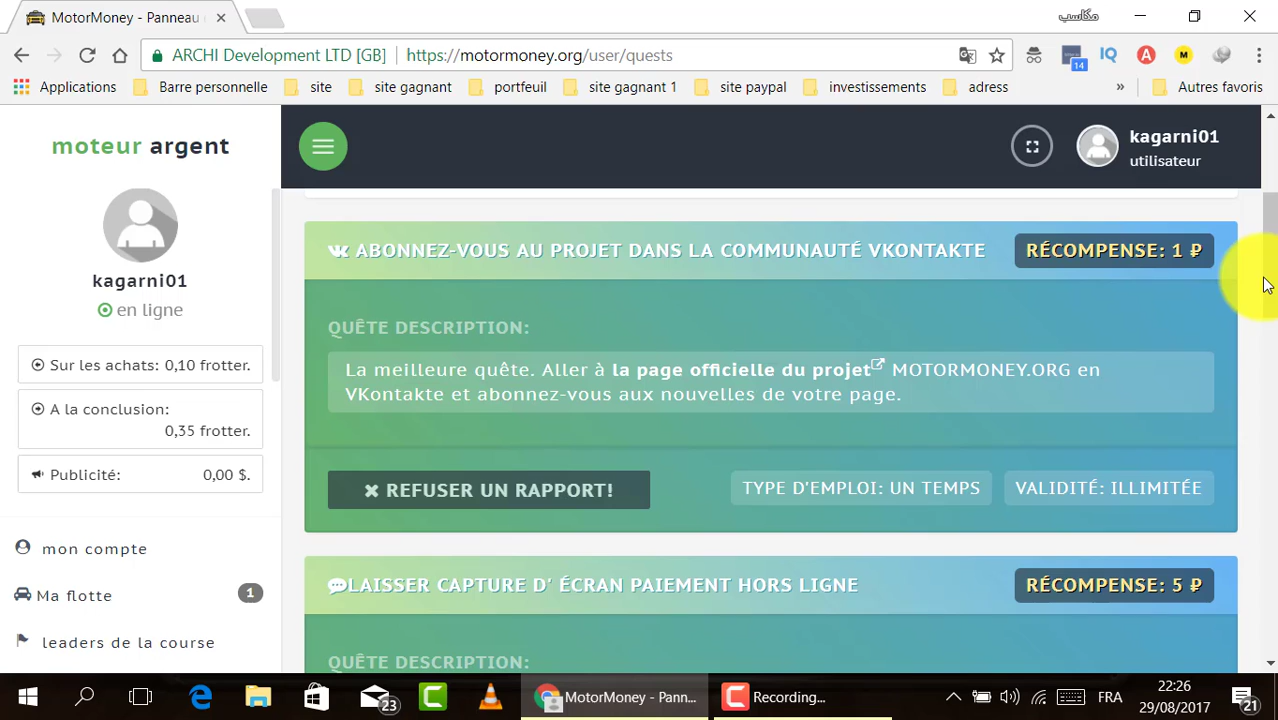 MotorMoney - Panneau
مكاسب
ARCHI Development LTD [GB]
https://motormoney.org/user/quests
14
IQ
A
M
Applications
Barre personnelle
site
site gagnant
portfeuil
site gagnant 1
site paypal
investissements
adress
»
Autres favoris
moteur argent
kagarni01
utilisateur
kagarni01
en ligne
Sur les achats: 0,10 frotter.
A la conclusion:
0,35 frotter.
Publicité: 0,00 $.
mon compte
Ma flotte 1
leaders de la course
ABONNEZ-VOUS AU PROJET DANS LA COMMUNAUTÉ VKONTAKTE
RÉCOMPENSE: 1 ₽
QUÊTE DESCRIPTION:
La meilleure quête. Aller à la page officielle du projet MOTORMONEY.ORG en
VKontakte et abonnez-vous aux nouvelles de votre page.
REFUSER UN RAPPORT!
TYPE D'EMPLOI: UN TEMPS
VALIDITÉ: ILLIMITÉE
LAISSER CAPTURE D' ÉCRAN PAIEMENT HORS LIGNE
RÉCOMPENSE: 5 ₽
QUÊTE DESCRIPTION:
23
MotorMoney - Pann...
Recording...
FRA
22:26
29/08/2017
21